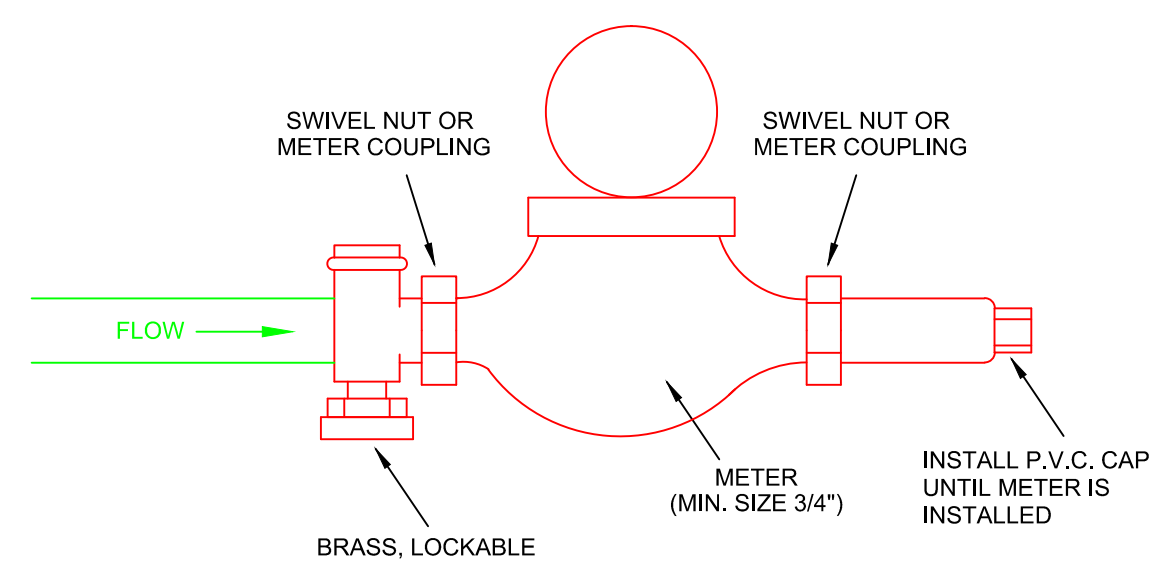 SWIVEL NUT OR
METER COUPLING
SWIVEL NUT OR
METER COUPLING
FLOW
METER
(MIN. SIZE 3/4")
INSTALL P.V.C. CAP
UNTIL METER IS
INSTALLED
BRASS, LOCKABLE